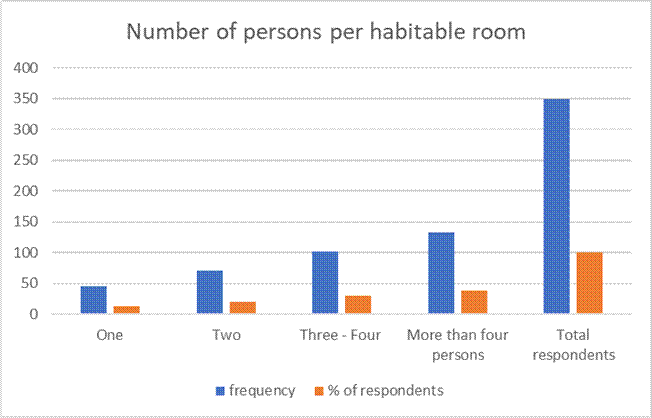 Number of persons per habitable room
400
350
300
250
200
150
100
50
0
One
Two
Three - Four
More than four
persons
Total
respondents
frequency
% of respondents